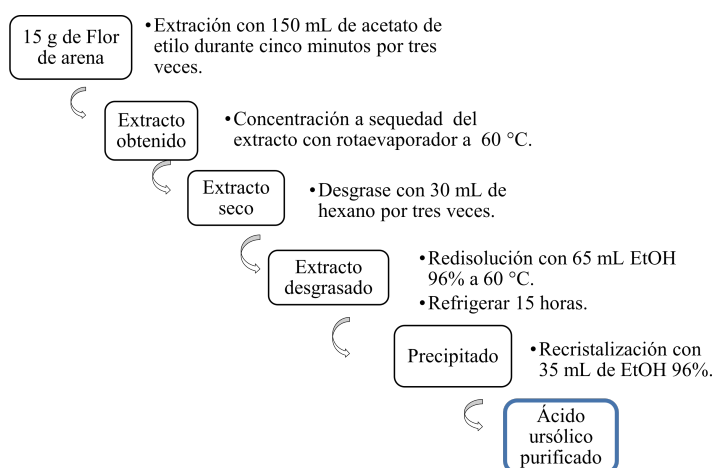 15 g de Flor
de arena
•Extración con 150 mL de acetato de
etilo durante cinco minutos por tres
veces.
Extracto
obtenido
•Concentración a sequedad del
extracto con rotaevaporador a 60 °C.
Extracto
seco
•Desgrase con 30 mL de
hexano por tres veces.
Extracto
desgrasado
•Redisolución con 65 mL EtOH
96% a 60 °C.
•Refrigerar 15 horas.
Precipitado
•Recristalización con
35 mL de EtOH 96%.
Ácido
ursólico
purificado